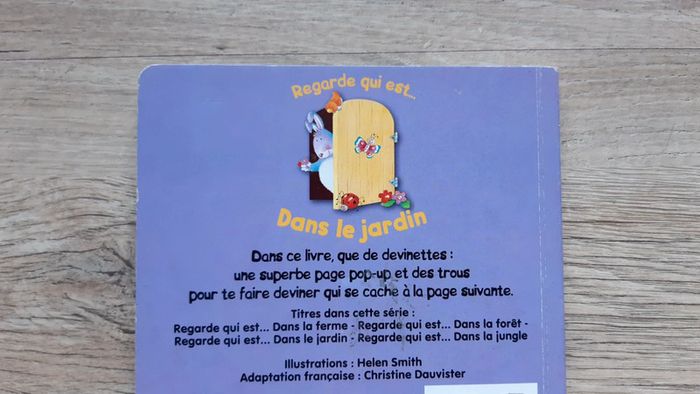 Regarde qui est...
Dans le jardin
Dans ce livre, que de devinettes :
une superbe page pop-up et des trous
pour te faire deviner qui se cache à la page suivante.
Titres dans cette série :
Regarde qui est... Dans la ferme - Regarde qui est... Dans la forêt -
Regarde qui est... Dans le jardin - Regarde qui est... Dans la jungle
Illustrations : Helen Smith
Adaptation française : Christine Dauvister